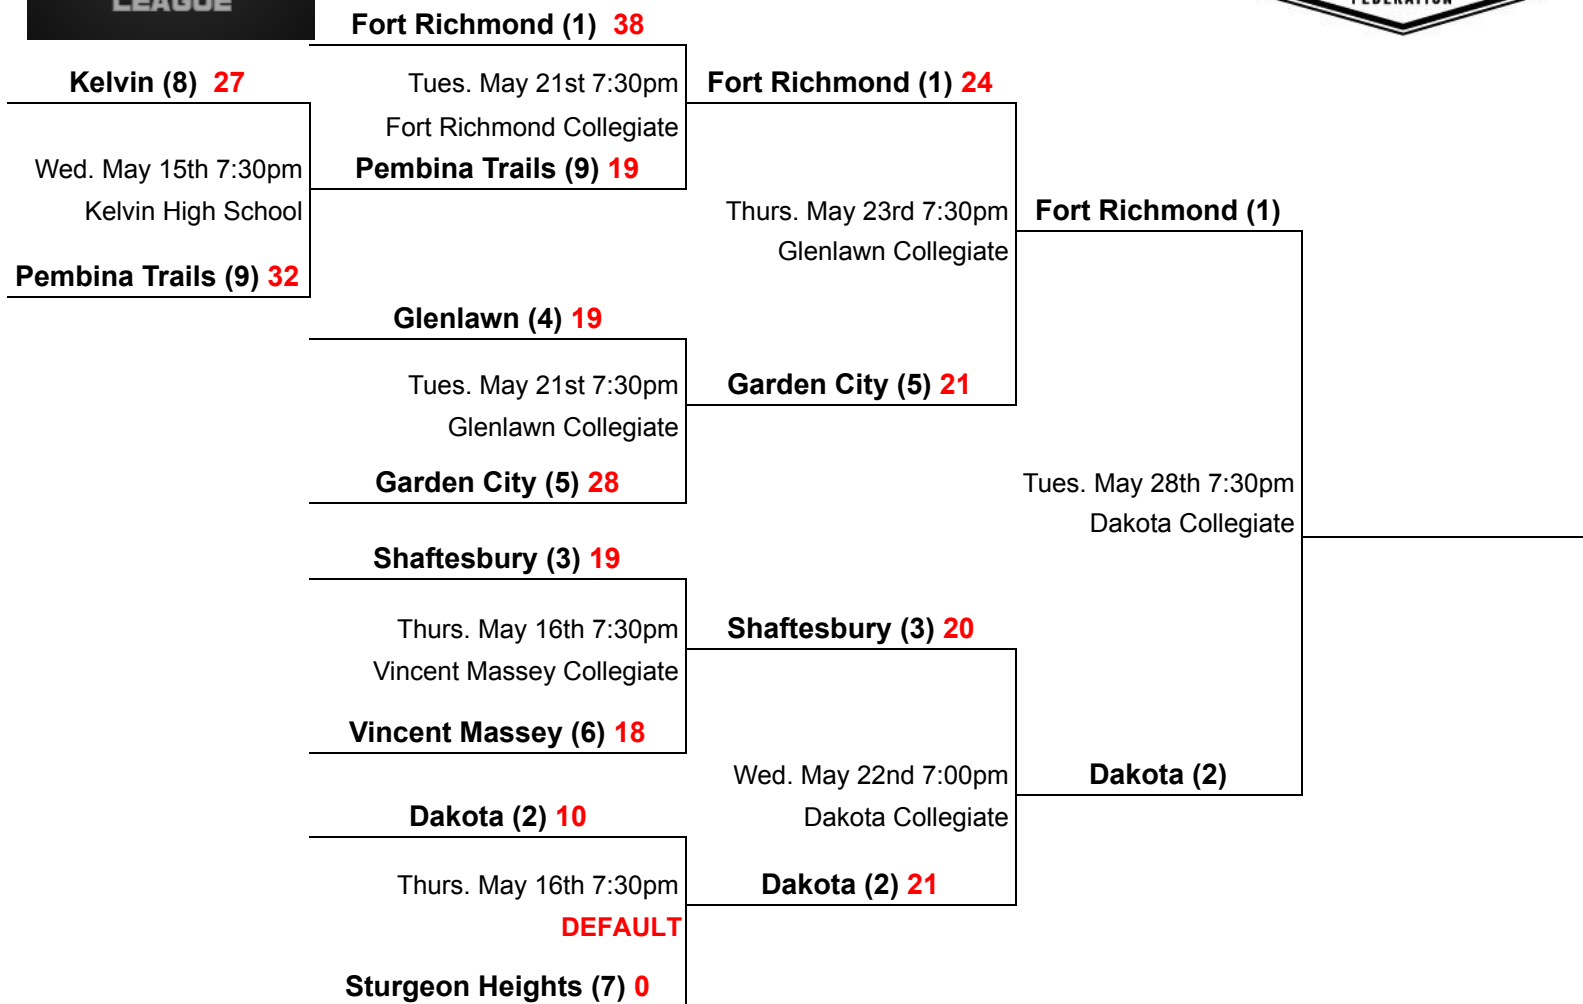 LEAGUE
FEDERATION
Fort Richmond (1) 38
Kelvin (8) 27
Tues. May 21st 7:30pm
Fort Richmond (1) 24
Fort Richmond Collegiate
Wed. May 15th 7:30pm
Pembina Trails (9) 19
Kelvin High School
Thurs. May 23rd 7:30pm
Fort Richmond (1)
Glenlawn Collegiate
Pembina Trails (9) 32
Glenlawn (4) 19
Tues. May 21st 7:30pm
Garden City (5) 21
Glenlawn Collegiate
Garden City (5) 28
Tues. May 28th 7:30pm
Dakota Collegiate
Shaftesbury (3) 19
Thurs. May 16th 7:30pm
Shaftesbury (3) 20
Vincent Massey Collegiate
Vincent Massey (6) 18
Wed. May 22nd 7:00pm
Dakota (2)
Dakota (2) 10
Dakota Collegiate
Thurs. May 16th 7:30pm
Dakota (2) 21
DEFAULT
Sturgeon Heights (7) 0